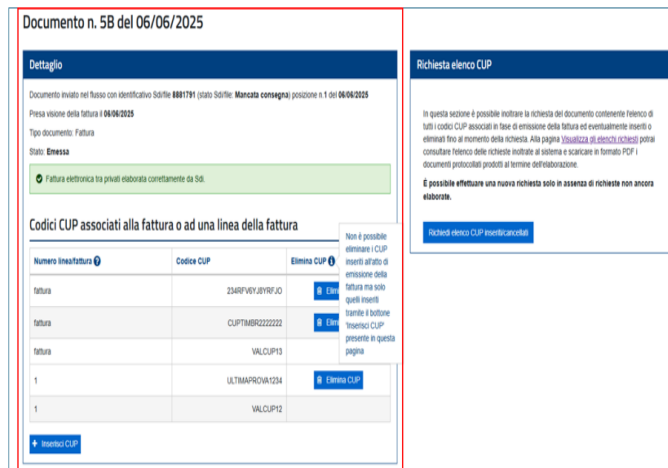 Documento n. 5B del 06/06/2025
Dettaglio
Documento inviato nel flusso con identificativo Sdi/file 8881791 (stato Sdi/file: Mancata consegna) posizione n.1 del 06/06/2025
Presa visione della fattura il 06/06/2025
Tipo documento: Fattura
Stato: Emessa
Fattura elettronica tra privati elaborata correttamente da Sdi.
Codici CUP associati alla fattura o ad una linea della fattura
Numero linea/fattura Codice CUP Elimina CUP
fattura 234RFV6YJ8YRFJO Elim
fattura CUPTIMBR2222222 Elim
fattura VALCUP13
1 ULTIMAPROVA1234 Elimina CUP
1 VALCUP12
Non è possibile
eliminare i CUP
inseriti all'atto di
emissione della
fattura ma solo
quelli inseriti
tramite il bottone
'Inserisci CUP'
presente in questa
pagina
+ Inserisci CUP
Richiesta elenco CUP
In questa sezione è possibile inoltrare la richiesta del documento contenente l'elenco di
tutti i codici CUP associati in fase di emissione della fattura ed eventualmente inseriti o
eliminati fino al momento della richiesta. Alla pagina Visualizza gli elenchi richiesti potrai
consultare l'elenco delle richieste inoltrate al sistema e scaricare in formato PDF i
documenti protocollati prodotti al termine dell'elaborazione.
È possibile effettuare una nuova richiesta solo in assenza di richieste non ancora
elaborate.
Richiedi elenco CUP inseriti/cancellati